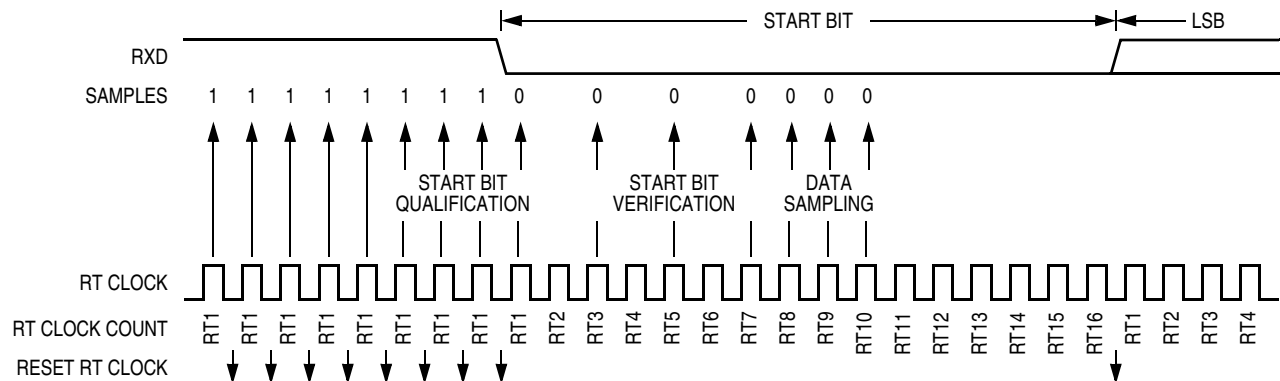 START BIT LSB
RXD
SAMPLES 1 1 1 1 1 1 1 1 0 0 0 0 0 0 0
START BIT QUALIFICATION
START BIT VERIFICATION
DATA SAMPLING
RT CLOCK
RT CLOCK COUNT RT1 RT1 RT1 RT1 RT1 RT1 RT1 RT1 RT1 RT2 RT3 RT4 RT5 RT6 RT7 RT8 RT9 RT10 RT11 RT12 RT13 RT14 RT15 RT16 RT1 RT2 RT3 RT4
RESET RT CLOCK